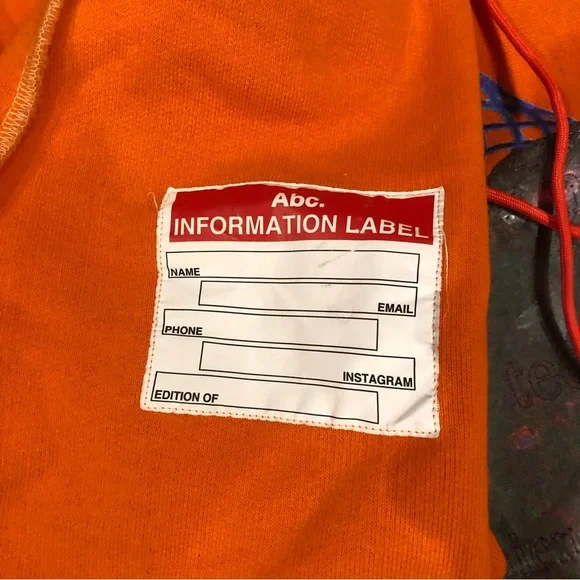 Abc.
INFORMATION LABEL
NAME
EMAIL
PHONE
INSTAGRAM
EDITION OF